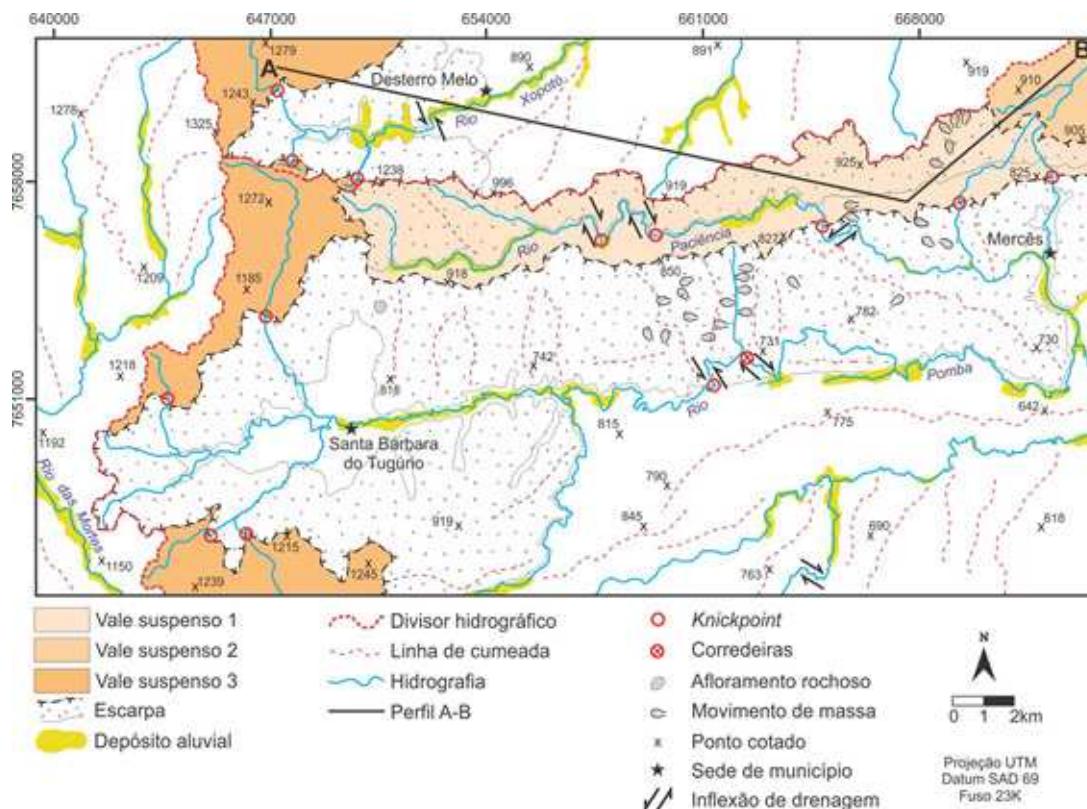 640000 647000 654000 661000 668000
7658000
7651000
A
B
1279
1243
1325
1278
890
Desterro Melo
Rio Xopotó
891
919
910
902
925
825
1238
996
919
1272
1185
1209
Rio Paciência
918
850
822
Mercês
782
730
731
742
818
Rio Pomba
642
1218
1192
Santa Bárbara
do Tugúrio
815
775
Rio das Mortes
790
845
690
618
763
919
1150
1215
1239
1245
Vale suspenso 1
Vale suspenso 2
Vale suspenso 3
Escarpa
Depósito aluvial
Divisor hidrográfico
Linha de cumeada
Hidrografia
Perfil A-B
Knickpoint
Corredeiras
Afloramento rochoso
Movimento de massa
Ponto cotado
Sede de município
Inflexão de drenagem
N
0 1 2km
Projeção UTM
Datum SAD 69
Fuso 23K